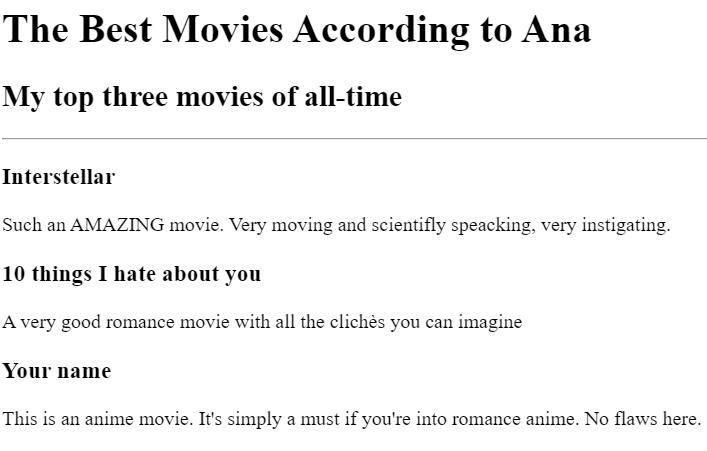 The Best Movies According to Ana
My top three movies of all-time
Interstellar
Such an AMAZING movie. Very moving and scientifly speacking, very instigating.
10 things I hate about you
A very good romance movie with all the clichès you can imagine
Your name
This is an anime movie. It's simply a must if you're into romance anime. No flaws here.